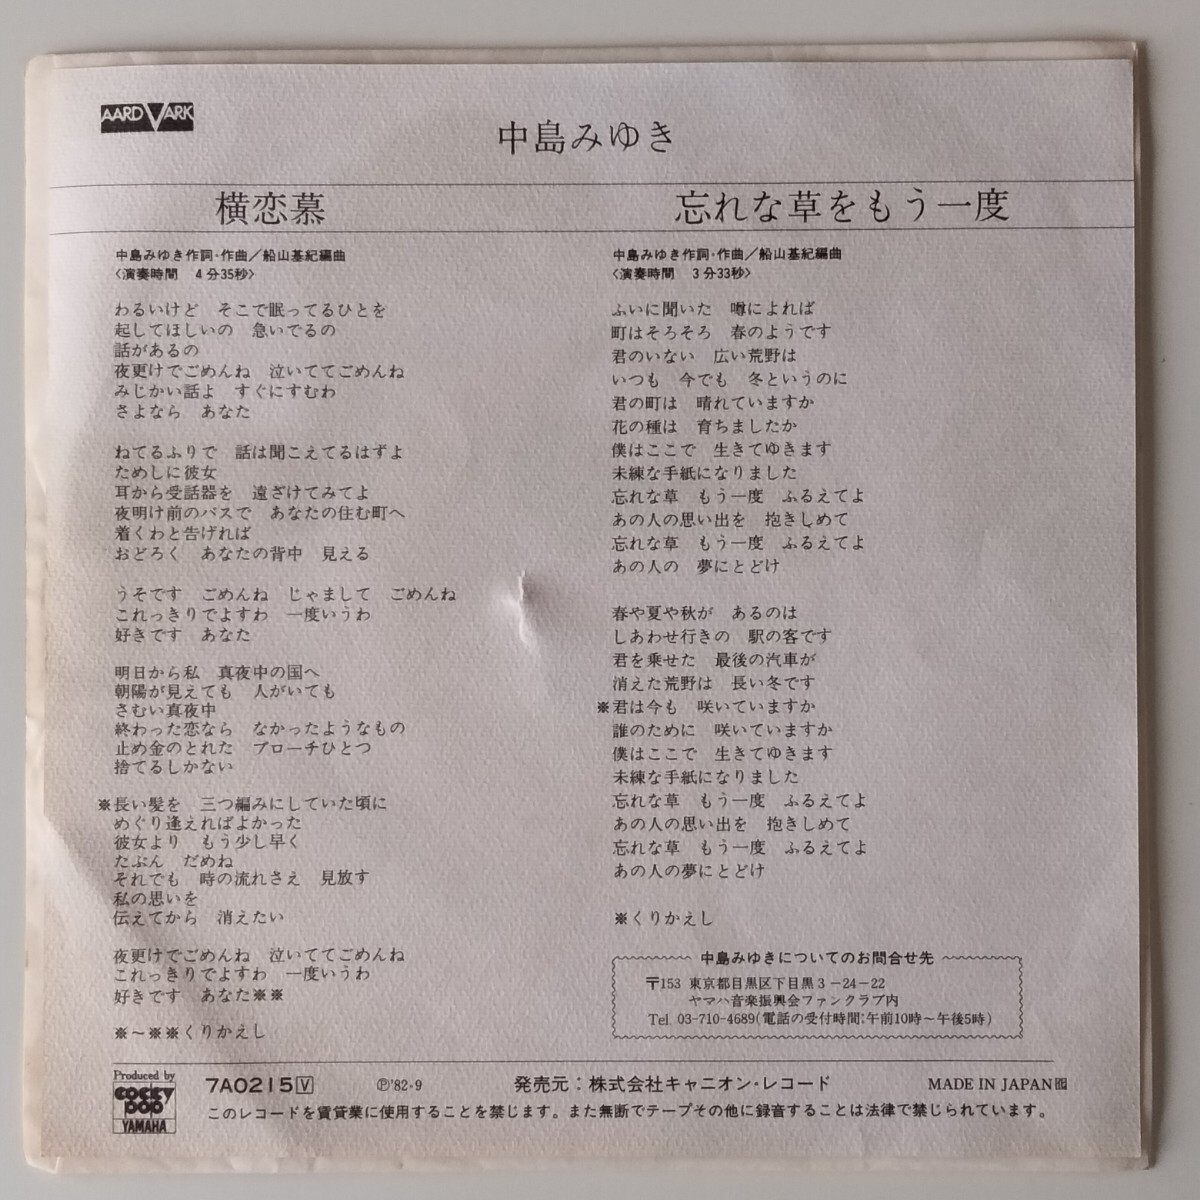 AARDVARK
中島みゆき
横恋慕
中島みゆき作詞・作曲／船山基紀編曲
〈演奏時間　4分35秒〉
わるいけど　そこで眠ってるひとを
起してほしいの　急いでるの
話があるの
夜更けでごめんね　泣いててごめんね
みじかい話よ　すぐにすむわ
さよなら　あなた
ねてるふりで　話は聞こえてるはずよ
ためしに彼女
耳から受話器を　遠ざけてみてよ
夜明け前のバスで　あなたの住む町へ
着くわと告げれば
おどろく　あなたの背中　見える
うそです　ごめんね　じゃまして　ごめんね
これっきりでよすわ　一度いうわ
好きです　あなた
明日から私　真夜中の国へ
朝陽が見えても　人がいても
さむい真夜中
終わった恋なら　なかったようなもの
止め金のとれた　ブローチひとつ
捨てるしかない
※長い髪を　三つ編みにしていた頃に
めぐり逢えればよかった
彼女より　もう少し早く
たぶん　だめね
それでも　時の流れさえ　見放す
私の思いを
伝えてから　消えたい
夜更けでごめんね　泣いててごめんね
これっきりでよすわ　一度いうわ
好きです　あなた※※
※〜※※くりかえし
忘れな草をもう一度
中島みゆき作詞・作曲／船山基紀編曲
〈演奏時間　3分33秒〉
ふいに聞いた　噂によれば
町はそろそろ　春のようです
君のいない　広い荒野は
いつも　今でも　冬というのに
君の町は　晴れていますか
花の種は　育ちましたか
僕はここで　生きてゆきます
未練な手紙になりました
忘れな草　もう一度　ふるえてよ
あの人の思い出を　抱きしめて
忘れな草　もう一度　ふるえてよ
あの人の　夢にとどけ
春や夏や秋が　あるのは
しあわせ行きの　駅の客です
君を乗せた　最後の汽車が
消えた荒野は　長い冬です
※君は今も　咲いていますか
誰のために　咲いていますか
僕はここで　生きてゆきます
未練な手紙になりました
忘れな草　もう一度　ふるえてよ
あの人の思い出を　抱きしめて
忘れな草　もう一度　ふるえてよ
あの人の夢にとどけ
※くりかえし
中島みゆきについてのお問合せ先
〒153 東京都目黒区下目黒3－24－22
ヤマハ音楽振興会ファンクラブ内
Tel. 03-710-4689(電話の受付時間:午前10時〜午後5時)
Produced by
COCKY POP
YAMAHA
7A0215 V
Ⓟ'82・9
発売元：株式会社キャニオン・レコード
MADE IN JAPAN
このレコードを賃貸業に使用することを禁じます。また無断でテープその他に録音することは法律で禁じられています。